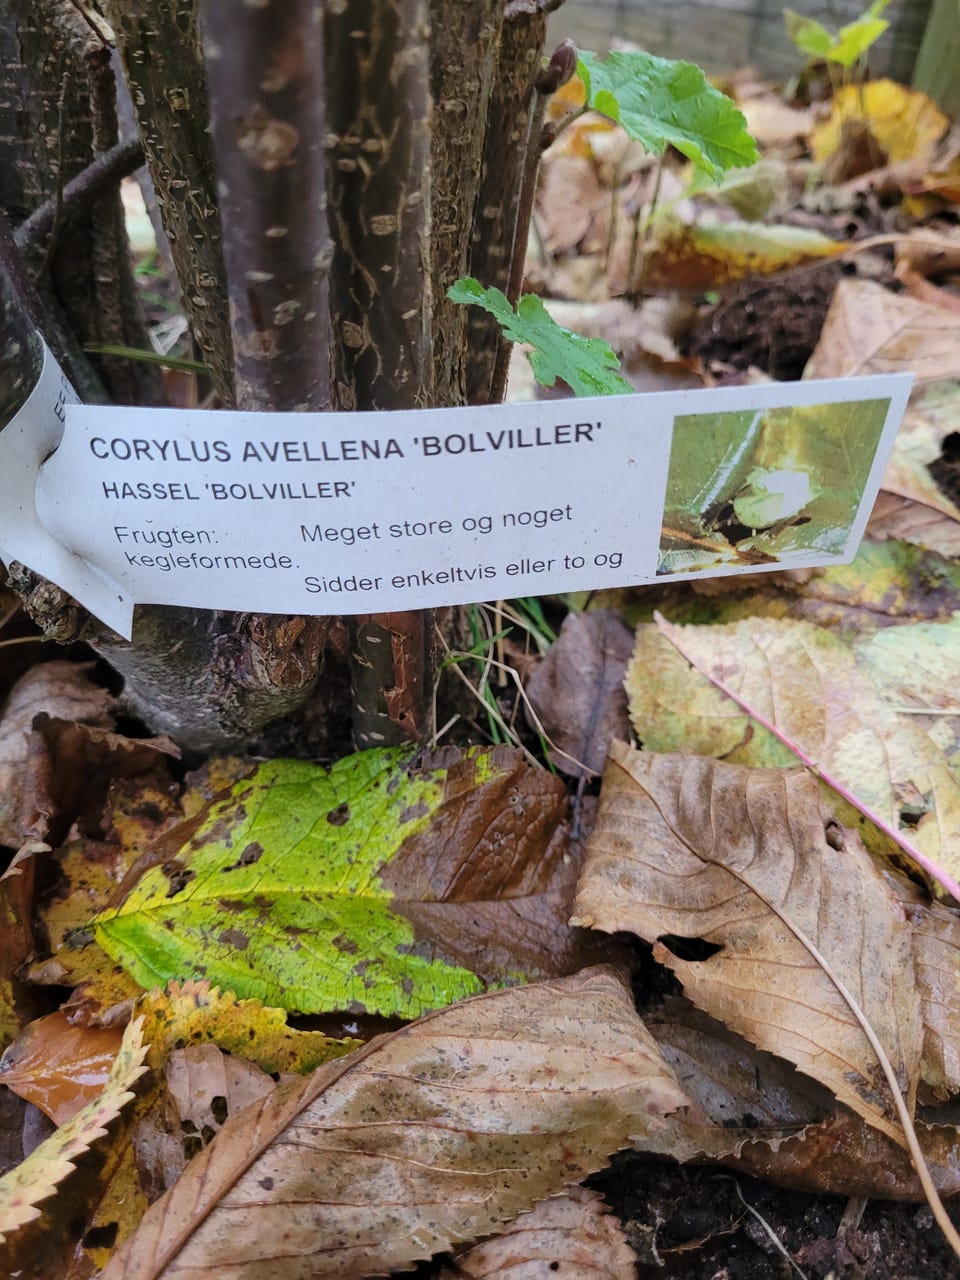 CORYLUS AVELLENA 'BOLVILLER'
HASSEL 'BOLVILLER'
Frugten: Meget store og noget
kegleformede.
Sidder enkeltvis eller to og